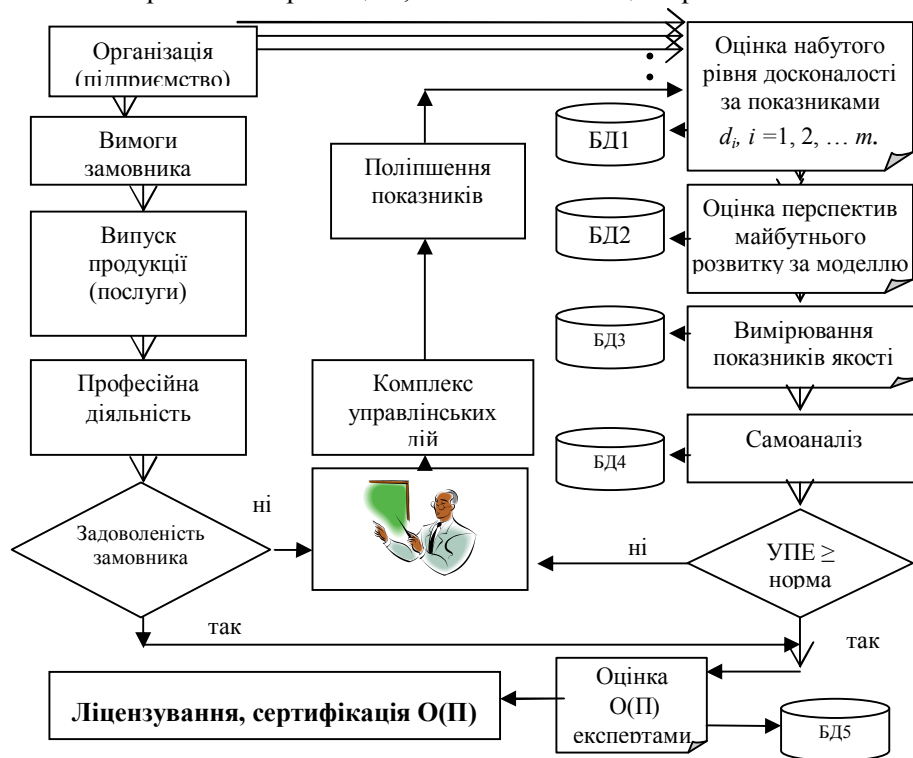 Організація
(підприємство)
Вимоги
замовника
Випуск
продукції
(послуги)
Професійна
діяльність
Задоволеність
замовника
ні
так
Поліпшення
показників
Комплекс
управлінських
дій
Оцінка набутого
рівня досконалості
за показниками
dᵢ, i =1, 2, … m.
БД1
Оцінка перспектив
майбутнього
розвитку за моделлю
БД2
Вимірювання
показників якості
БД3
Самоаналіз
БД4
УПЕ ≥
норма
ні
так
Оцінка
О(П)
експертами
БД5
Ліцензування, сертифікація О(П)